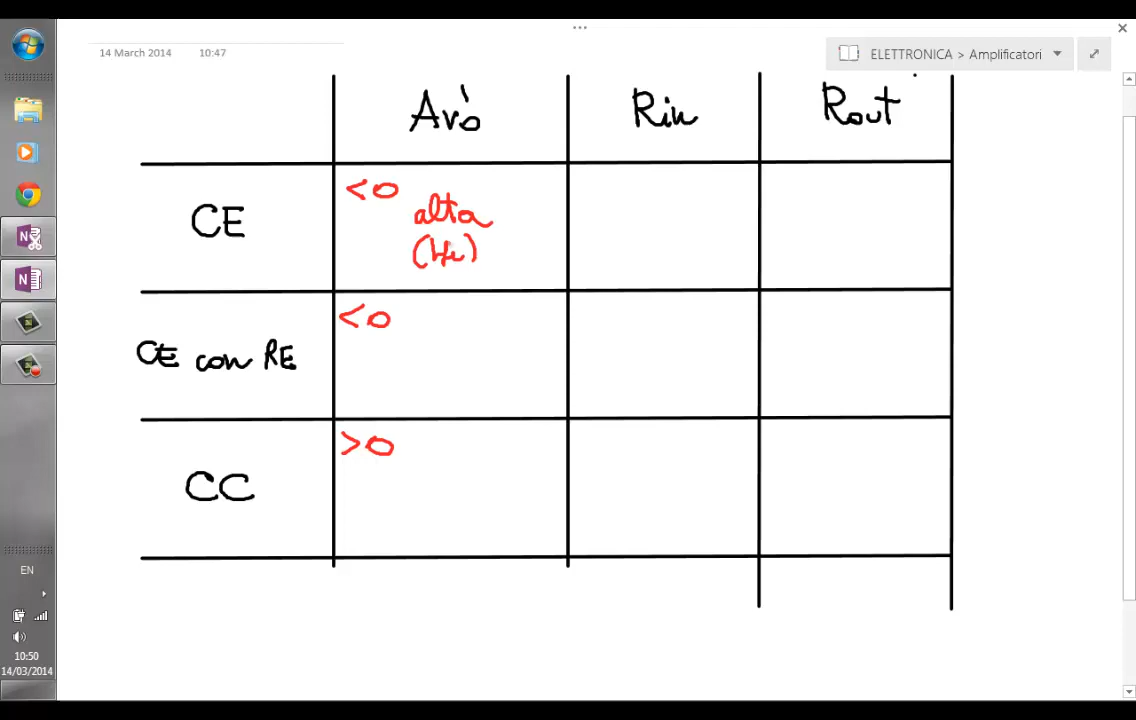 14 March 2014 10:47
ELETTRONICA > Amplificatori
Av'o Rin Rout
CE <0 alta
(hfe)
CE con RE <0
CC >0
EN
10:50
14/03/2014